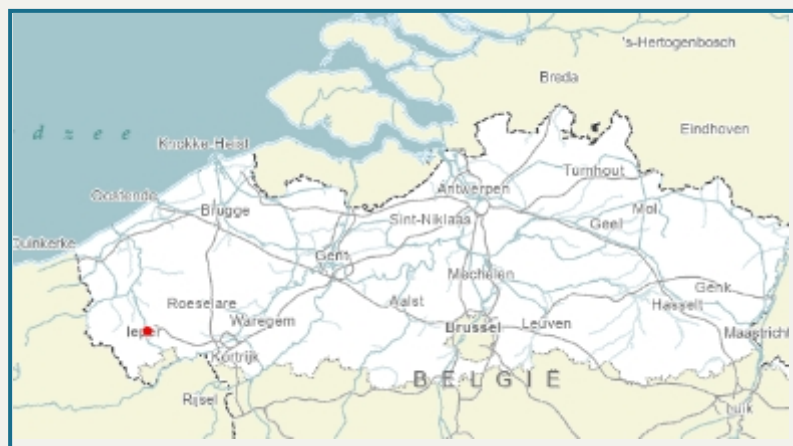 's-Hertogenbosch
Breda
d z e e
Eindhoven
Knokke-Heist
Turnhout
Antwerpen
Oostende
Mol
Brugge
Sint-Niklaas
Geel
Duinkerke
Gent
Mechelen
Genk
Roeselare
Aalst
Hasselt
Waregem
Brussel
Leuven
Ieper
Maastricht
Kortrijk
BELGIË
Rijsel
Luik